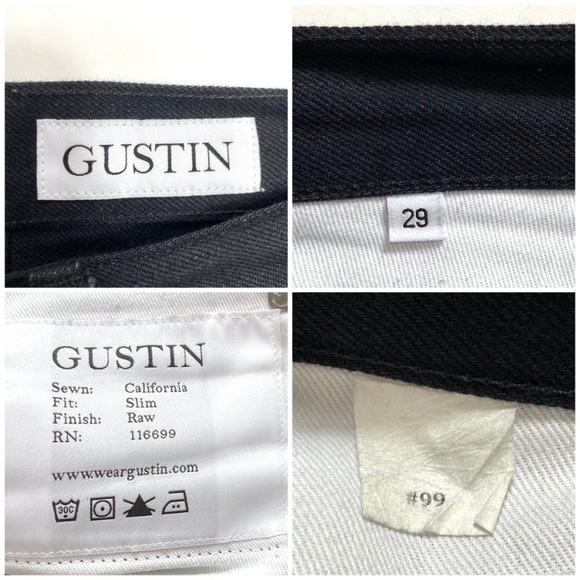 GUSTIN
29
GUSTIN
Sewn: California
Fit: Slim
Finish: Raw
RN: 116699
www.weargustin.com
30C
#99